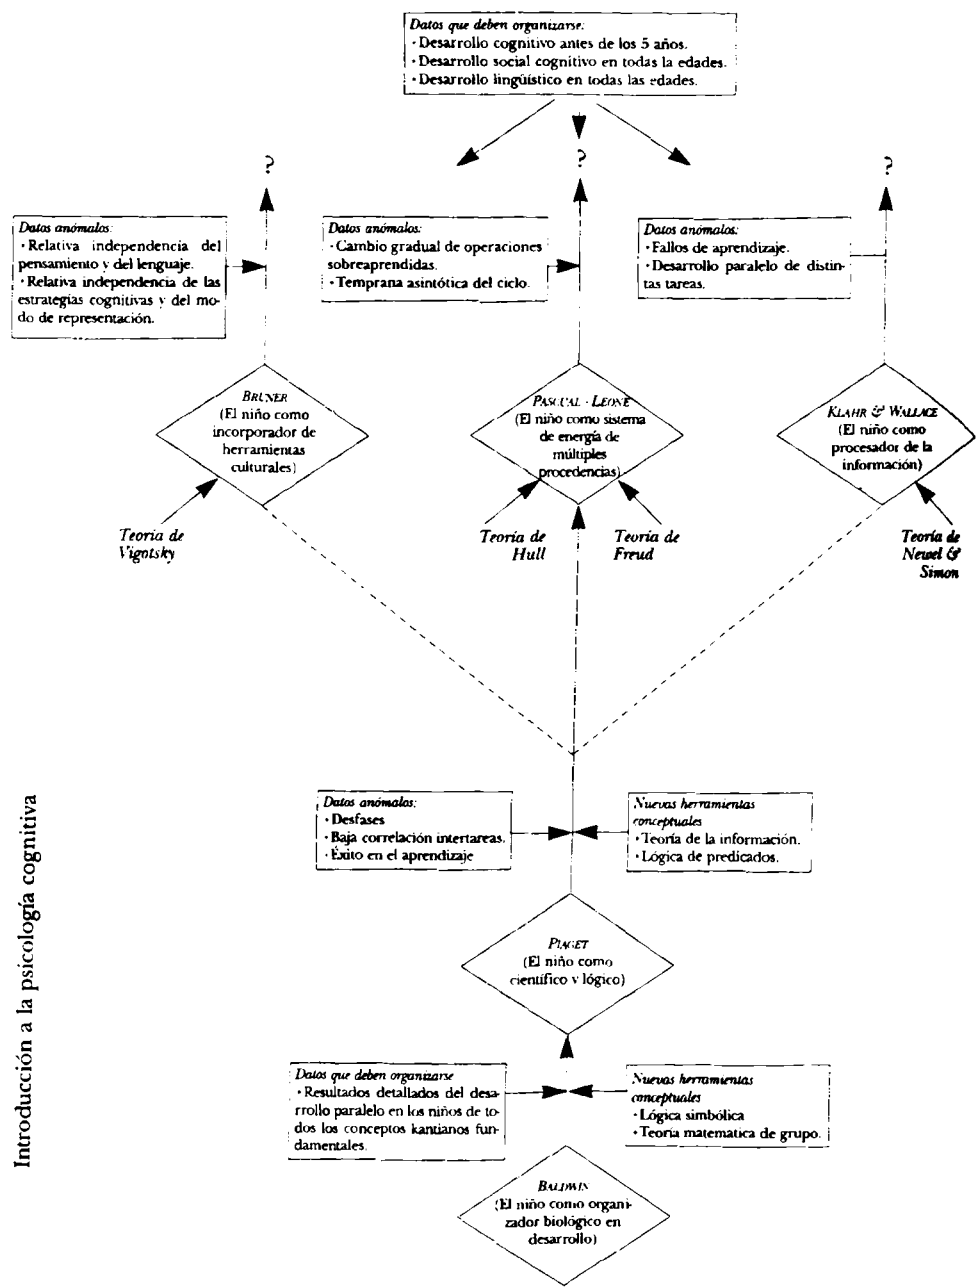 Datos que deben organizarse:
· Desarrollo cognitivo antes de los 5 años.
· Desarrollo social cognitivo en todas la edades.
· Desarrollo lingüístico en todas las edades.
?
?
?
Datos anómalos:
· Relativa independencia del
pensamiento y del lenguaje.
· Relativa independencia de las
estrategias cognitivas y del mo-
do de representación.
Datos anómalos:
· Cambio gradual de operaciones
sobreaprendidas.
· Temprana asintótica del ciclo.
Datos anómalos:
· Fallos de aprendizaje.
· Desarrollo paralelo de distin-
tas tareas.
BRUNER
(El niño como
incorporador de
herramientas
culturales)
PASCUAL - LEONE
(El niño como sistema
de energía de
múltiples
procedencias)
KLAHR & WALLACE
(El niño como
procesador de la
información)
Teoría de
Vigotsky
Teoría de
Hull
Teoría de
Freud
Teoría de
Newel &
Simon
Datos anómalos:
· Desfases
· Baja correlación intertareas.
· Éxito en el aprendizaje
Nuevas herramientas
conceptuales
· Teoría de la información.
· Lógica de predicados.
PIAGET
(El niño como
científico y lógico)
Datos que deben organizarse
· Resultados detallados del desa-
rrollo paralelo en los niños de to-
dos los conceptos kantianos fun-
damentales.
Nuevas herramientas
conceptuales
· Lógica simbólica
· Teoría matematica de grupo.
BALDWIN
(El niño como organi-
zador biológico en
desarrollo)
Introducción a la psicología cognitiva